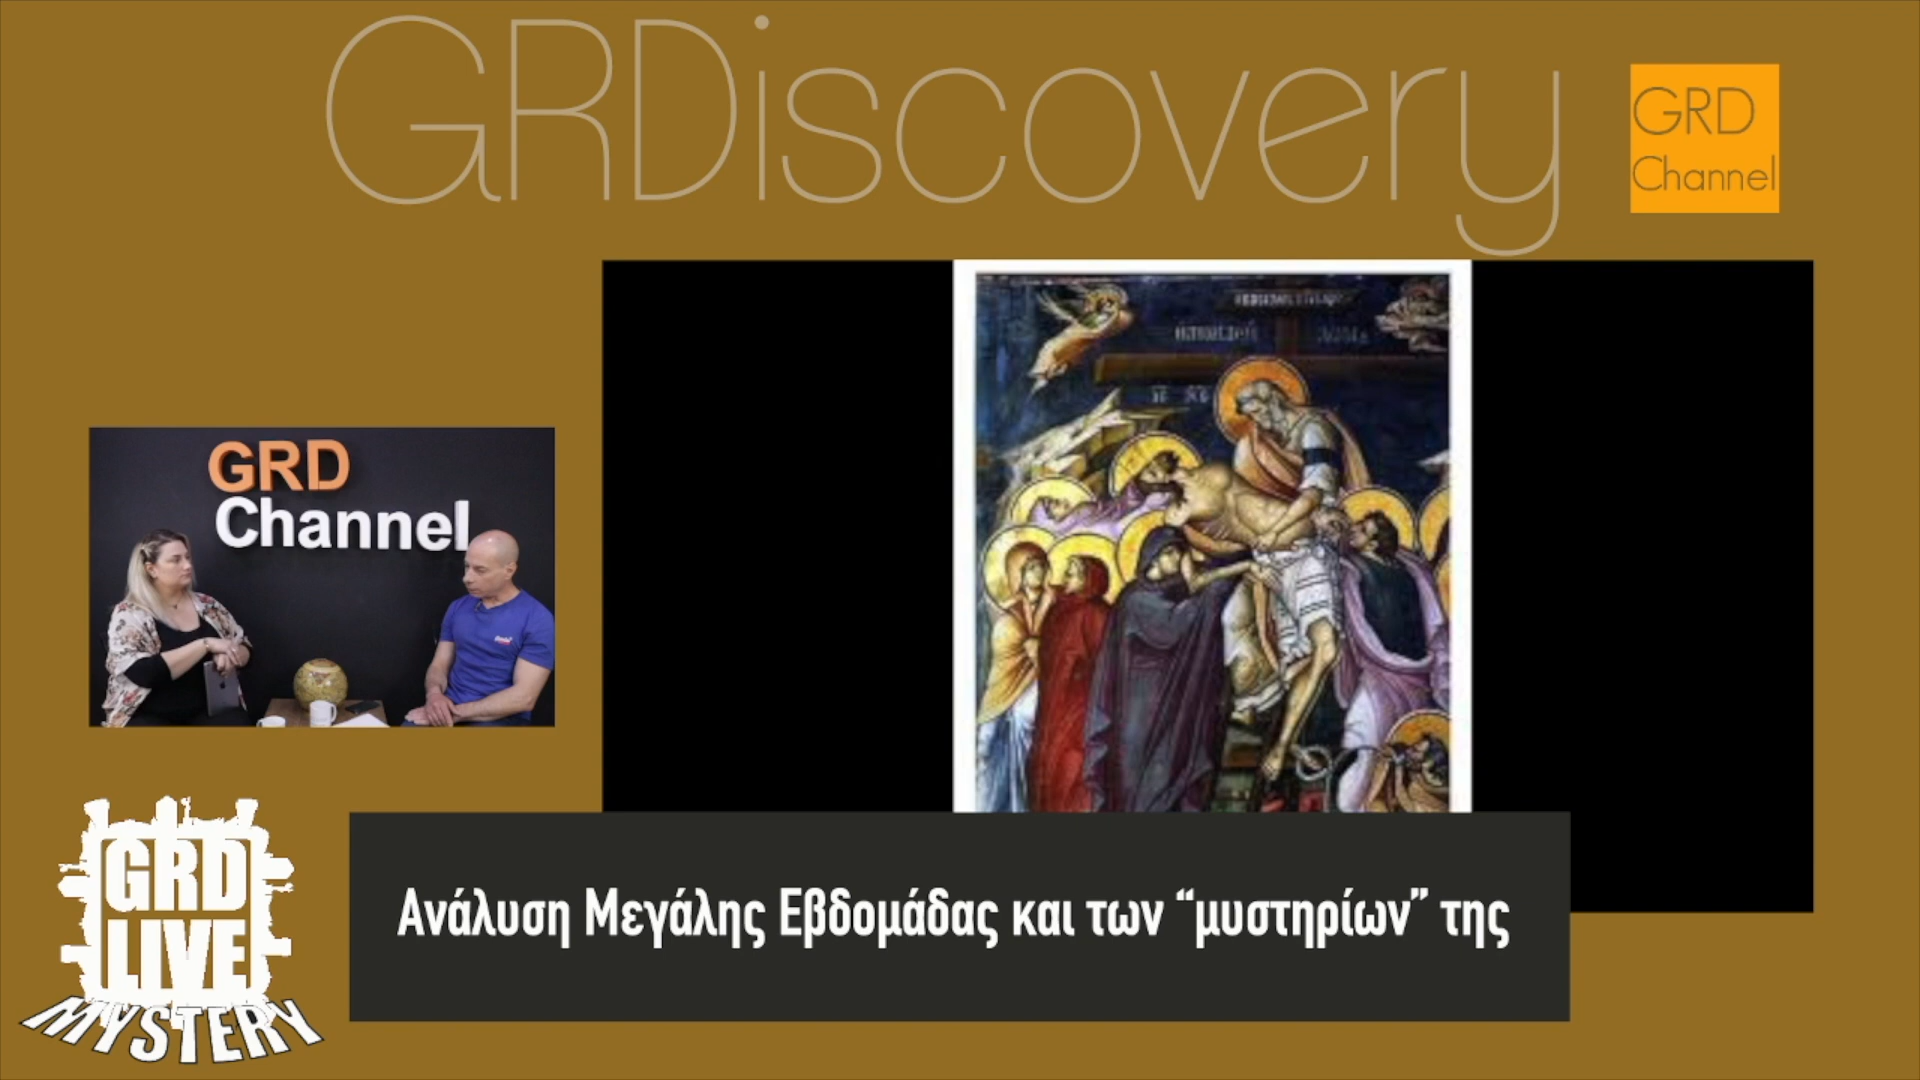 GRDiscovery
GRD
Channel
GRD
Channel
GRD
LIVE
MYSTERY
Ανάλυση Μεγάλης Εβδομάδας και των “μυστηρίων” της